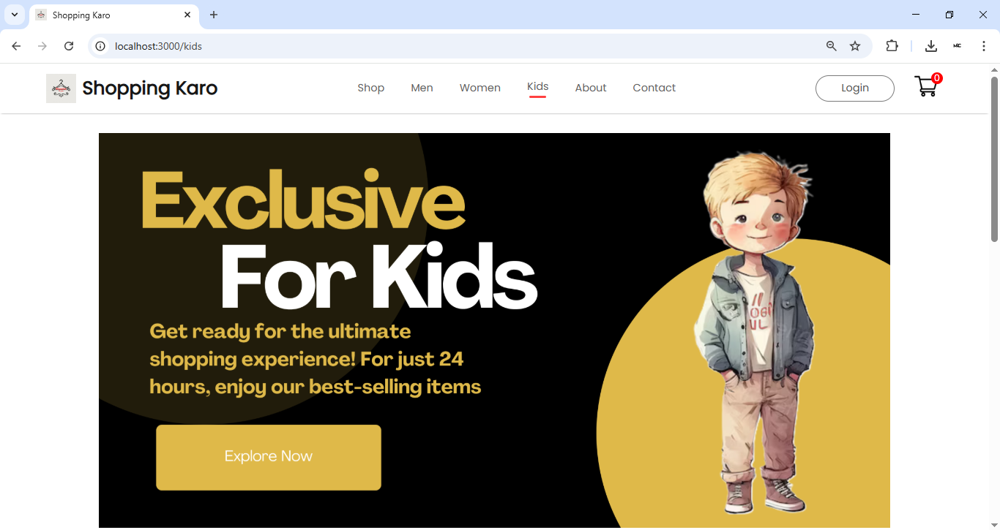 Shopping Karo
localhost:3000/kids
Shopping Karo
Shop
Men
Women
Kids
About
Contact
Login
0
Exclusive
For Kids
Get ready for the ultimate
shopping experience! For just 24
hours, enjoy our best-selling items
Explore Now